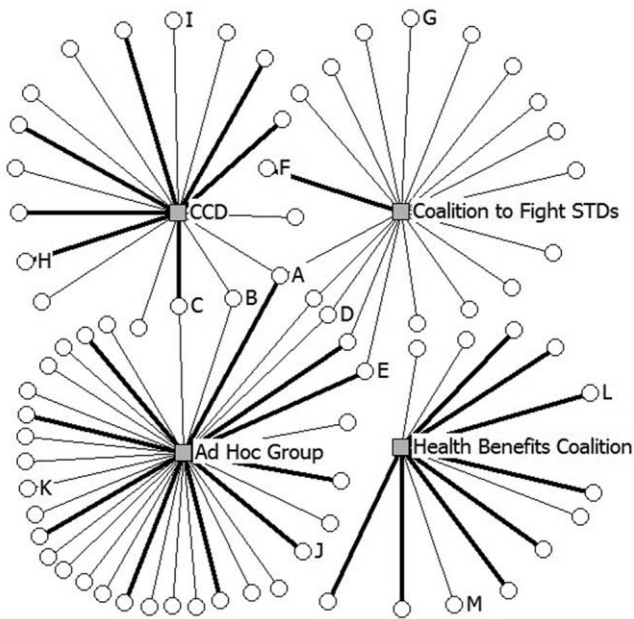 I
G
F
CCD
Coalition to Fight STDs
H
A
C
B
D
E
L
Ad Hoc Group
Health Benefits Coalition
K
J
M